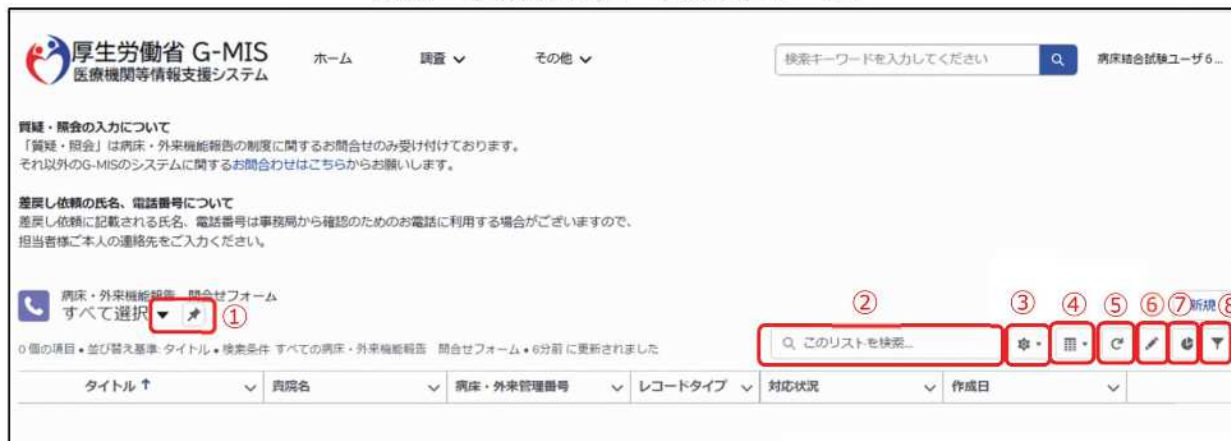 厚生労働省 G-MIS
医療機関等情報支援システム
ホーム
調査
その他
検索キーワードを入力してください
病床結合試験ユーザ6...
質疑・照会の入力について
「質疑・照会」は病床・外来機能報告の制度に関するお問合せのみ受け付けております。
それ以外のG-MISのシステムに関するお問合わせはこちらからお願いします。
差戻し依頼の氏名、電話番号について
差戻し依頼に記載される氏名、電話番号は事務局から確認のためのお電話に利用する場合がございますので、
担当者様ご本人の連絡先をご入力ください。
病床・外来機能報告 問合せフォーム
すべて選択 ①
② ③ ④ ⑤ ⑥ ⑦ 新規 ⑧
0 個の項目 • 並び替え基準: タイトル • 検索条件 すべての病床・外来機能報告 問合せフォーム • 6分前 に更新されました
このリストを検索...
タイトル ↑ 貴院名 病床・外来管理番号 レコードタイプ 対応状況 作成日